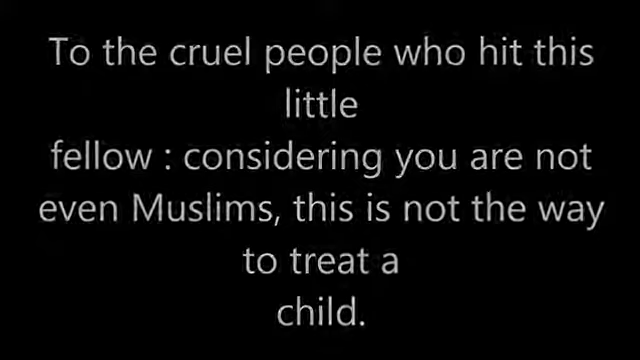 To the cruel people who hit this
little
fellow : considering you are not
even Muslims, this is not the way
to treat a
child.